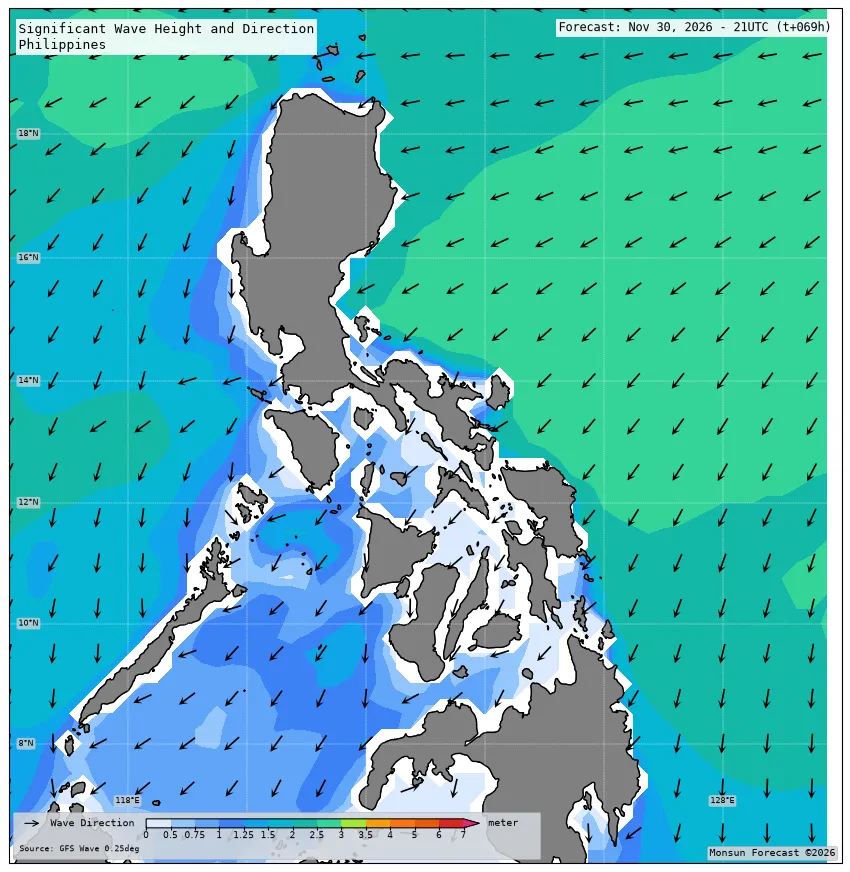 Significant Wave Height and Direction
Philippines
Forecast: Nov 30, 2026 - 21UTC (t+069h)
18°N
16°N
14°N
12°N
10°N
8°N
118°E
128°E
Wave Direction
0 0.5 0.75 1 1.25 1.5 2 2.5 3 3.5 4 5 6 7
meter
Source: GFS Wave 0.25deg
Monsun Forecast ©2026